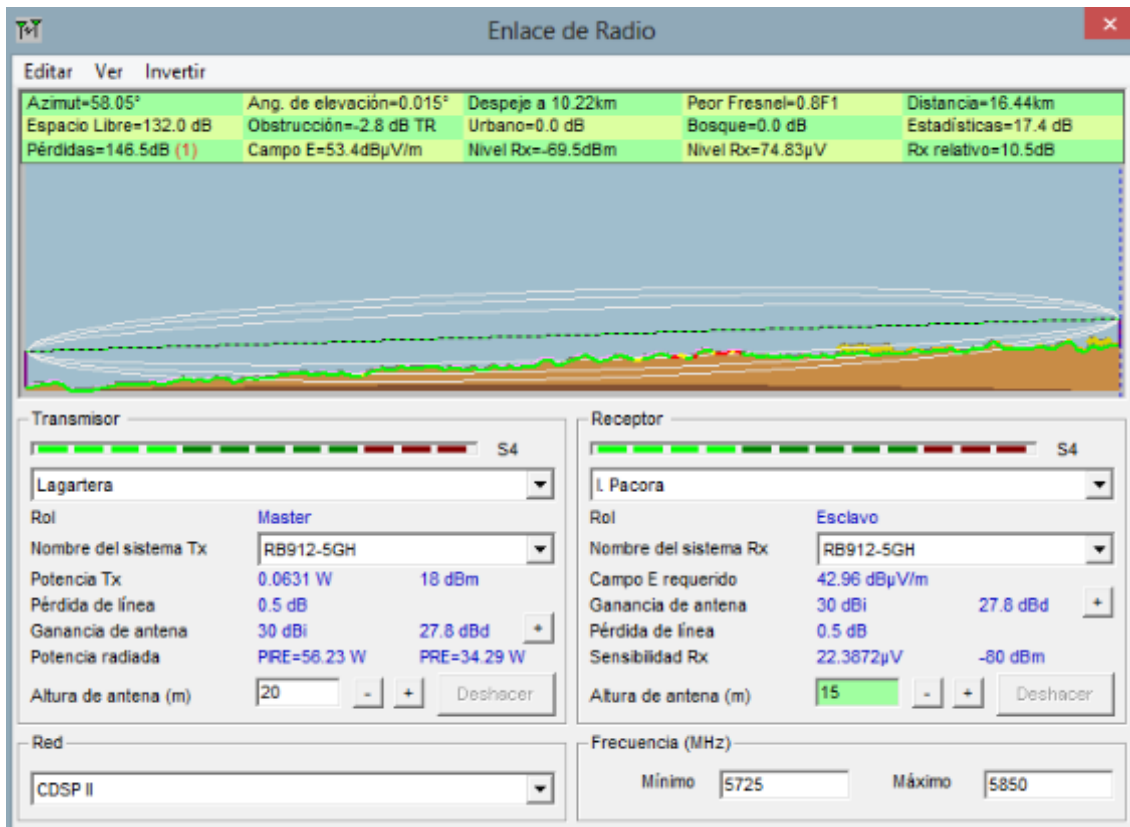 Enlace de Radio
Editar Ver Invertir
Azimut=58.05° Ang. de elevación=0.015° Despeje a 10.22km Peor Fresnel=0.8F1 Distancia=16.44km
Espacio Libre=132.0 dB Obstrucción=-2.8 dB TR Urbano=0.0 dB Bosque=0.0 dB Estadísticas=17.4 dB
Pérdidas=146.5dB (1) Campo E=53.4dBµV/m Nivel Rx=-69.5dBm Nivel Rx=74.83µV Rx relativo=10.5dB
Transmisor
S4
Lagartera
Rol Master
Nombre del sistema Tx RB912-5GH
Potencia Tx 0.0631 W 18 dBm
Pérdida de línea 0.5 dB
Ganancia de antena 30 dBi 27.8 dBd +
Potencia radiada PIRE=56.23 W PRE=34.29 W
Altura de antena (m) 20 - + Deshacer
Receptor
S4
I. Pacora
Rol Esclavo
Nombre del sistema Rx RB912-5GH
Campo E requerido 42.96 dBµV/m
Ganancia de antena 30 dBi 27.8 dBd +
Pérdida de línea 0.5 dB
Sensibilidad Rx 22.3872µV -80 dBm
Altura de antena (m) 15 - + Deshacer
Red
CDSP II
Frecuencia (MHz)
Mínimo 5725 Máximo 5850